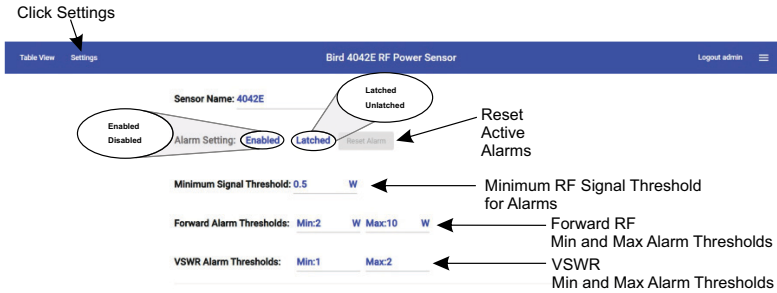 Click Settings
Table View Settings Bird 4042E RF Power Sensor Logout admin
Sensor Name: 4042E
Latched
Unlatched
Enabled
Disabled
Alarm Setting: Enabled Latched Reset Alarm
Reset
Active
Alarms
Minimum Signal Threshold: 0.5 W
Minimum RF Signal Threshold
for Alarms
Forward Alarm Thresholds: Min:2 W Max:10 W
Forward RF
Min and Max Alarm Thresholds
VSWR Alarm Thresholds: Min:1 Max:2
VSWR
Min and Max Alarm Thresholds